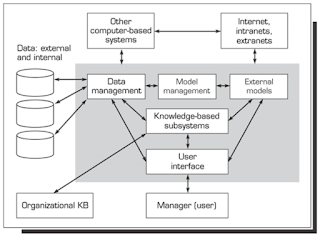 Other
computer-based
systems
Internet,
intranets,
extranets
Data: external
and internal
Data
management
Model
management
External
models
Knowledge-based
subsystems
User
interface
Organizational KB
Manager (user)